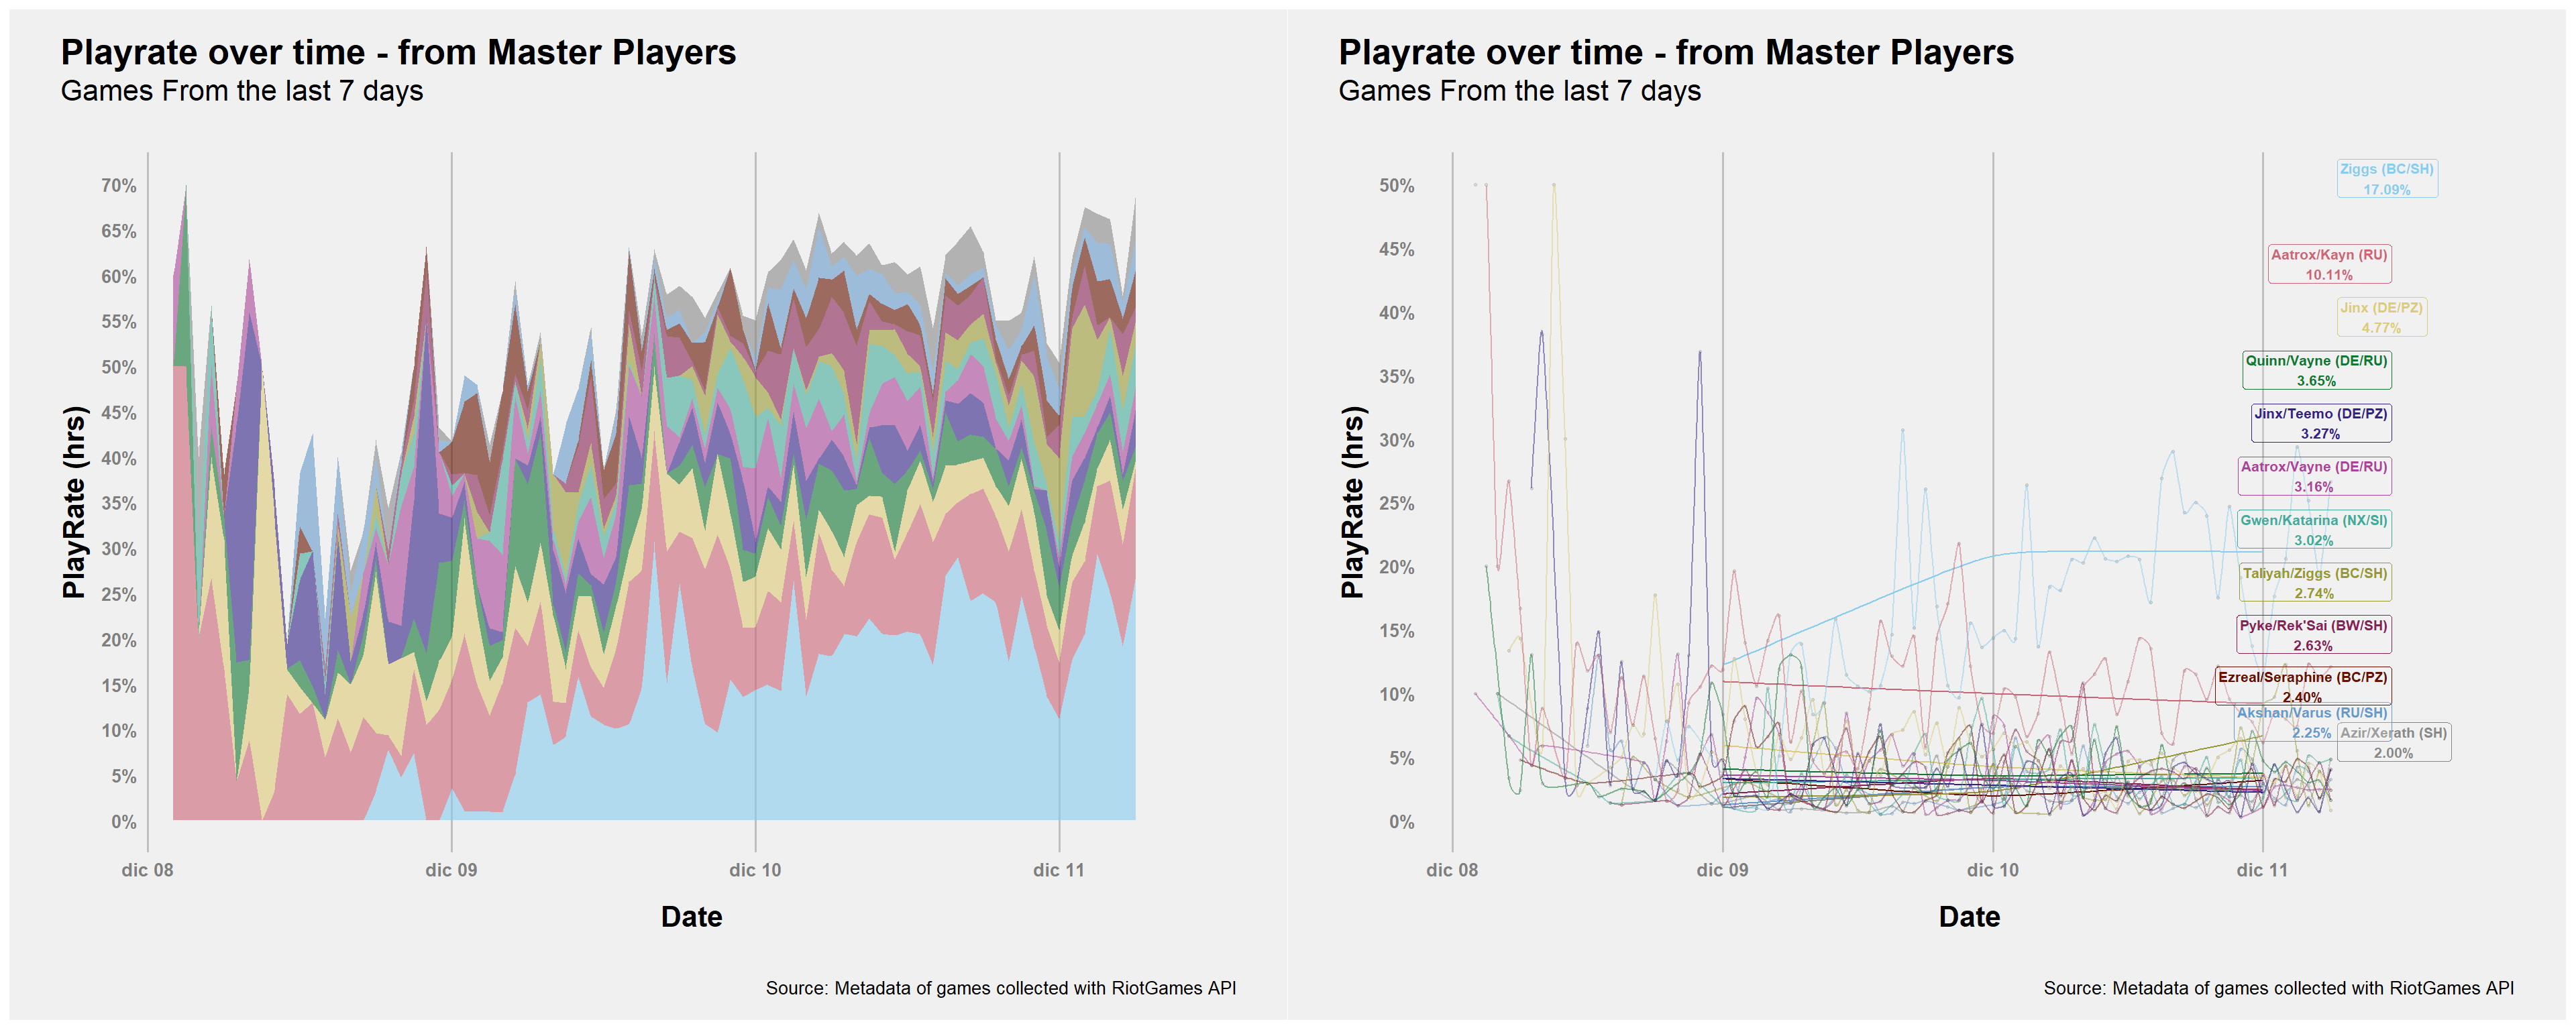 Playrate over time - from Master Players
Games From the last 7 days
70%
65%
60%
55%
50%
45%
40%
35%
30%
25%
20%
15%
10%
5%
0%
PlayRate (hrs)
dic 08
dic 09
dic 10
dic 11
Date
Source: Metadata of games collected with RiotGames API
Playrate over time - from Master Players
Games From the last 7 days
50%
45%
40%
35%
30%
25%
20%
15%
10%
5%
0%
PlayRate (hrs)
dic 08
dic 09
dic 10
dic 11
Date
Ziggs (BC/SH)
17.09%
Aatrox/Kayn (RU)
10.11%
Jinx (DE/PZ)
4.77%
Quinn/Vayne (DE/RU)
3.65%
Jinx/Teemo (DE/PZ)
3.27%
Aatrox/Vayne (DE/RU)
3.16%
Gwen/Katarina (NX/SI)
3.02%
Taliyah/Ziggs (BC/SH)
2.74%
Pyke/Rek'Sai (BW/SH)
2.63%
Ezreal/Seraphine (BC/PZ)
2.40%
Akshan/Varus (RU/SH)
2.25%
Azir/Xerath (SH)
2.00%
Source: Metadata of games collected with RiotGames API